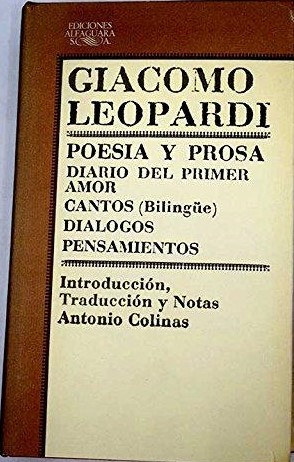 EDICIONES
ALFAGUARA
S. A.
GIACOMO
LEOPARDI
POESIA Y PROSA
DIARIO DEL PRIMER
AMOR
CANTOS (Bilingüe)
DIALOGOS
PENSAMIENTOS
Introducción,
Traducción y Notas
Antonio Colinas